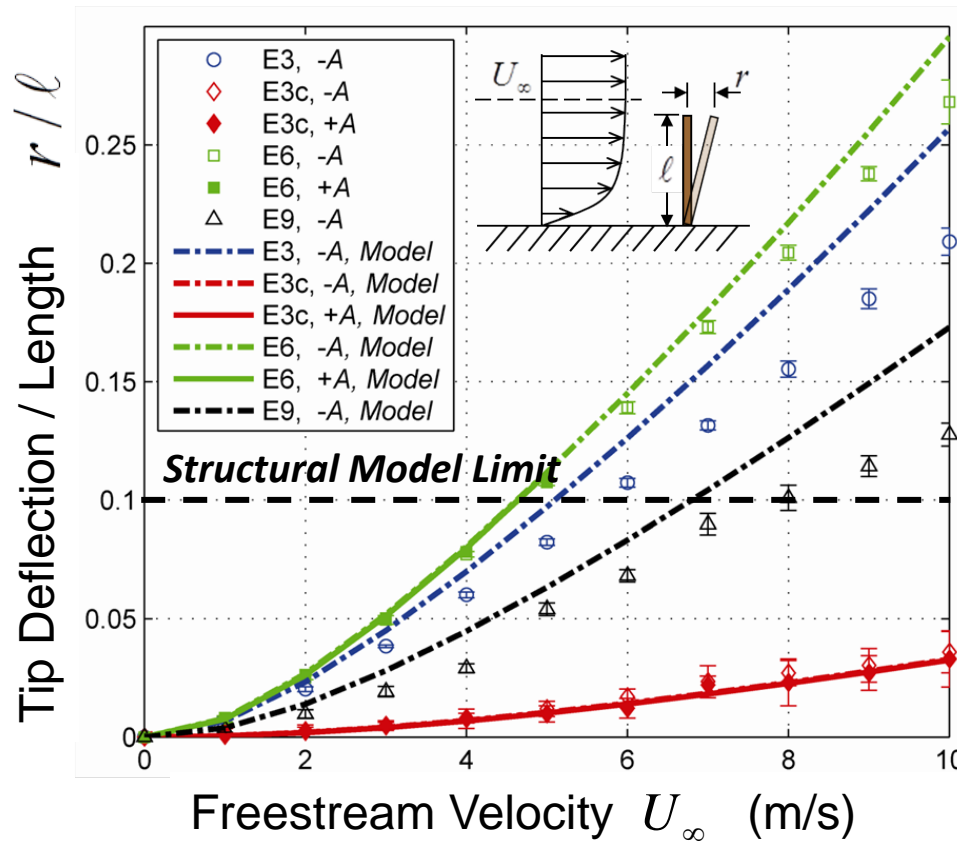 r / ℓ
Tip Deflection / Length
E3, -A
E3c, -A
E3c, +A
E6, -A
E6, +A
E9, -A
E3, -A, Model
E3c, -A, Model
E3c, +A, Model
E6, -A, Model
E6, +A, Model
E9, -A, Model
U∞
r
ℓ
Structural Model Limit
0.25
0.2
0.15
0.1
0.05
0
0 2 4 6 8 10
Freestream Velocity U∞ (m/s)